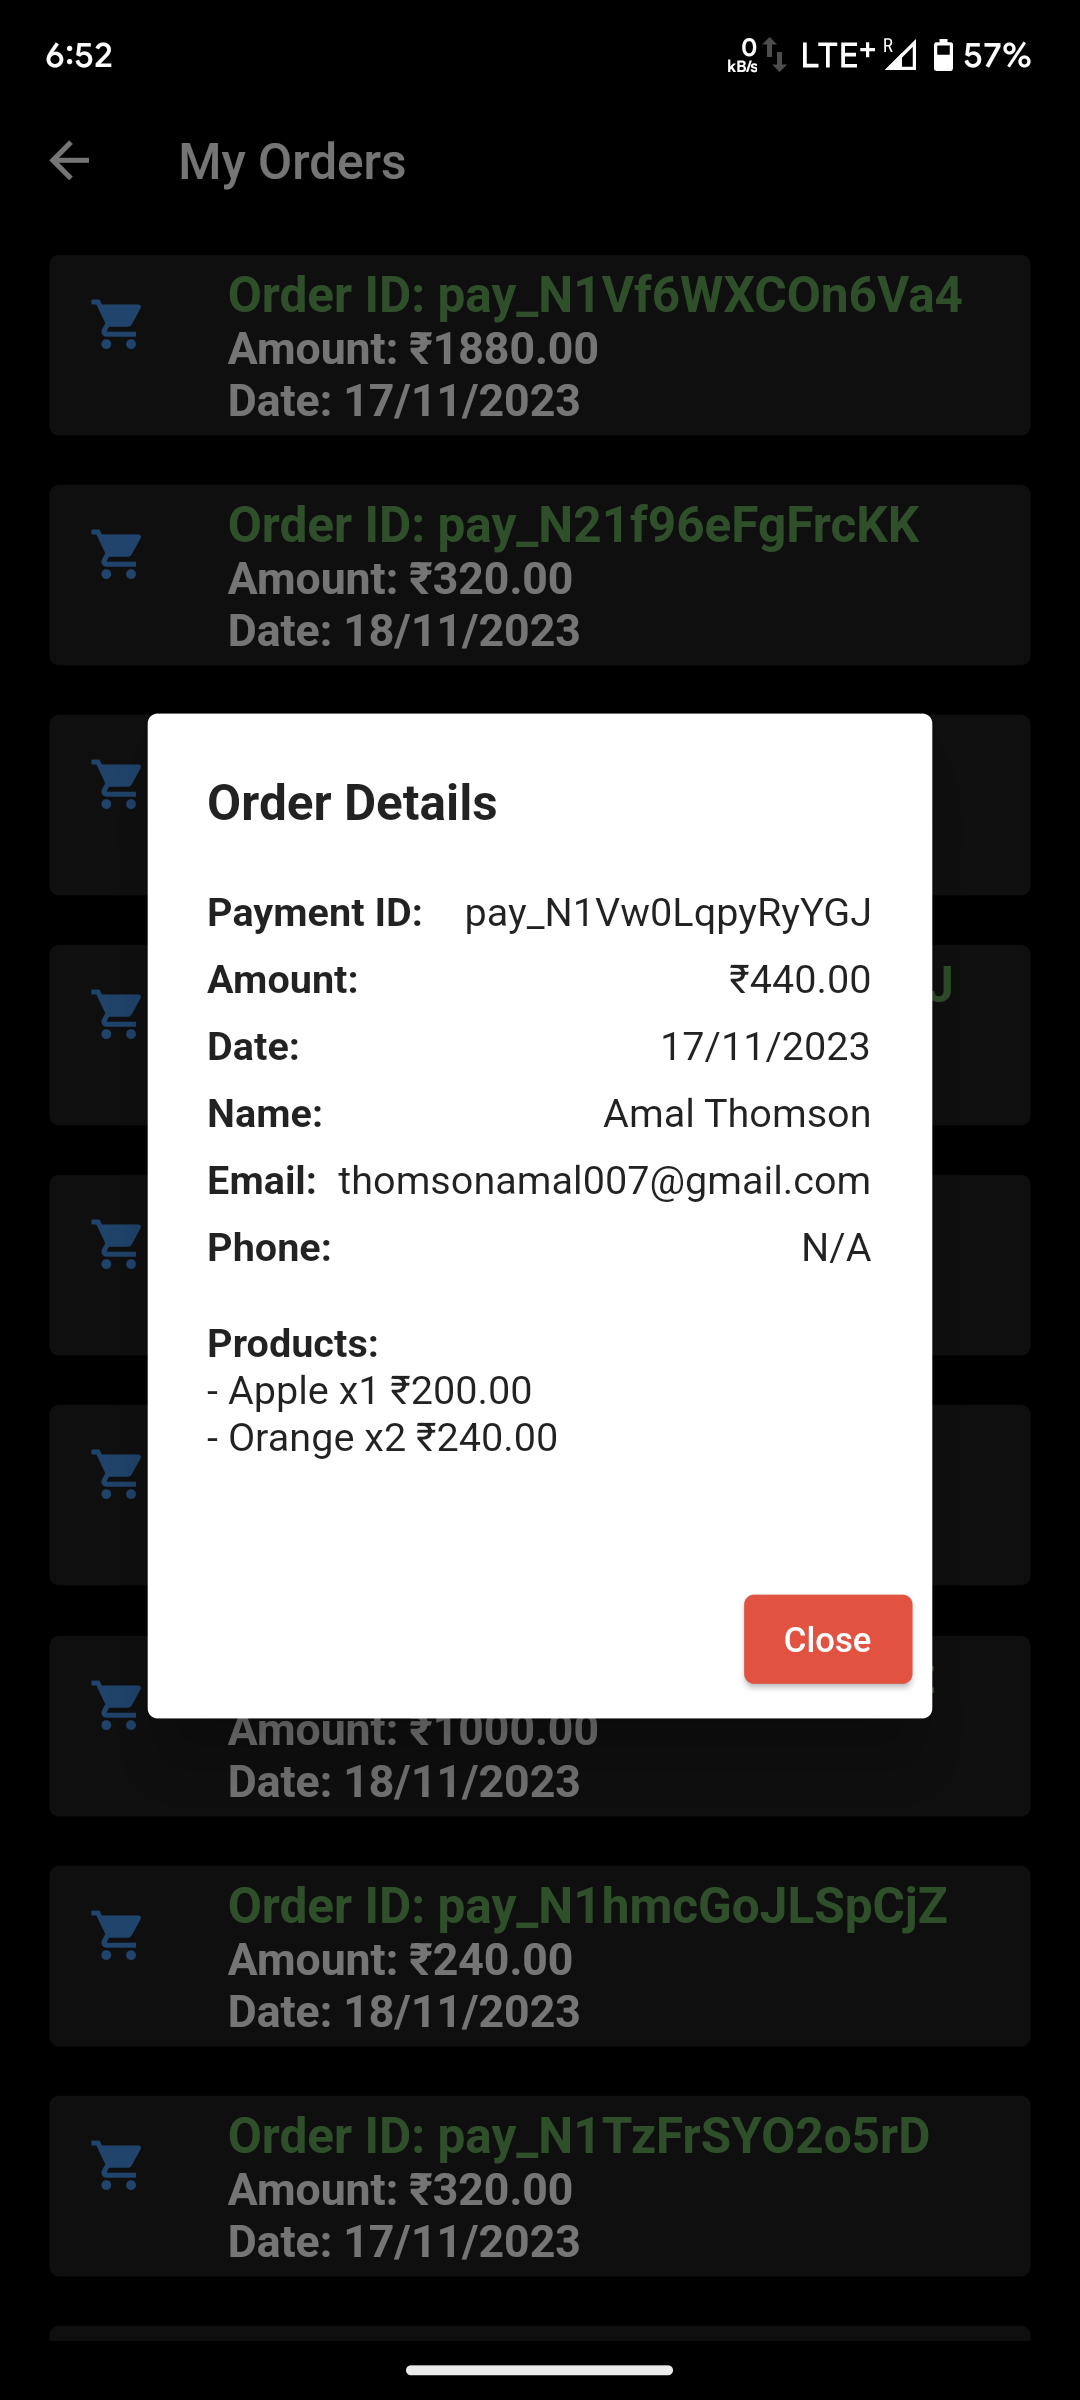 6:52
0 kB/s LTE+ R 57%
My Orders
Order ID: pay_N1Vf6WXCOn6Va4
Amount: ₹1880.00
Date: 17/11/2023
Order ID: pay_N21f96eFgFrcKK
Amount: ₹320.00
Date: 18/11/2023
Order Details
Payment ID: pay_N1Vw0LqpyRyYGJ
J
Amount: ₹440.00
Date: 17/11/2023
Name: Amal Thomson
Email: thomsonamal007@gmail.com
Phone: N/A
Products:
- Apple x1 ₹200.00
- Orange x2 ₹240.00
Close
Amount: ₹1000.00
Date: 18/11/2023
Order ID: pay_N1hmcGoJLSpCjZ
Amount: ₹240.00
Date: 18/11/2023
Order ID: pay_N1TzFrSYO2o5rD
Amount: ₹320.00
Date: 17/11/2023